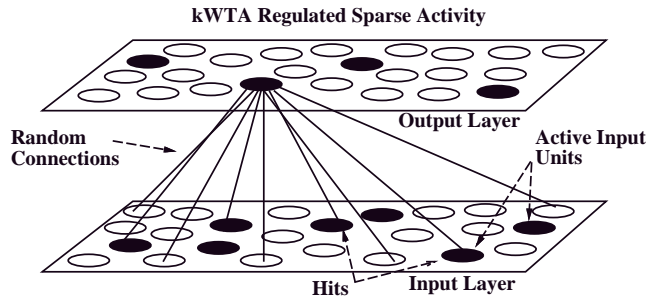 kWTA Regulated Sparse Activity
Output Layer
Random
Connections
Active Input
Units
Hits
Input Layer